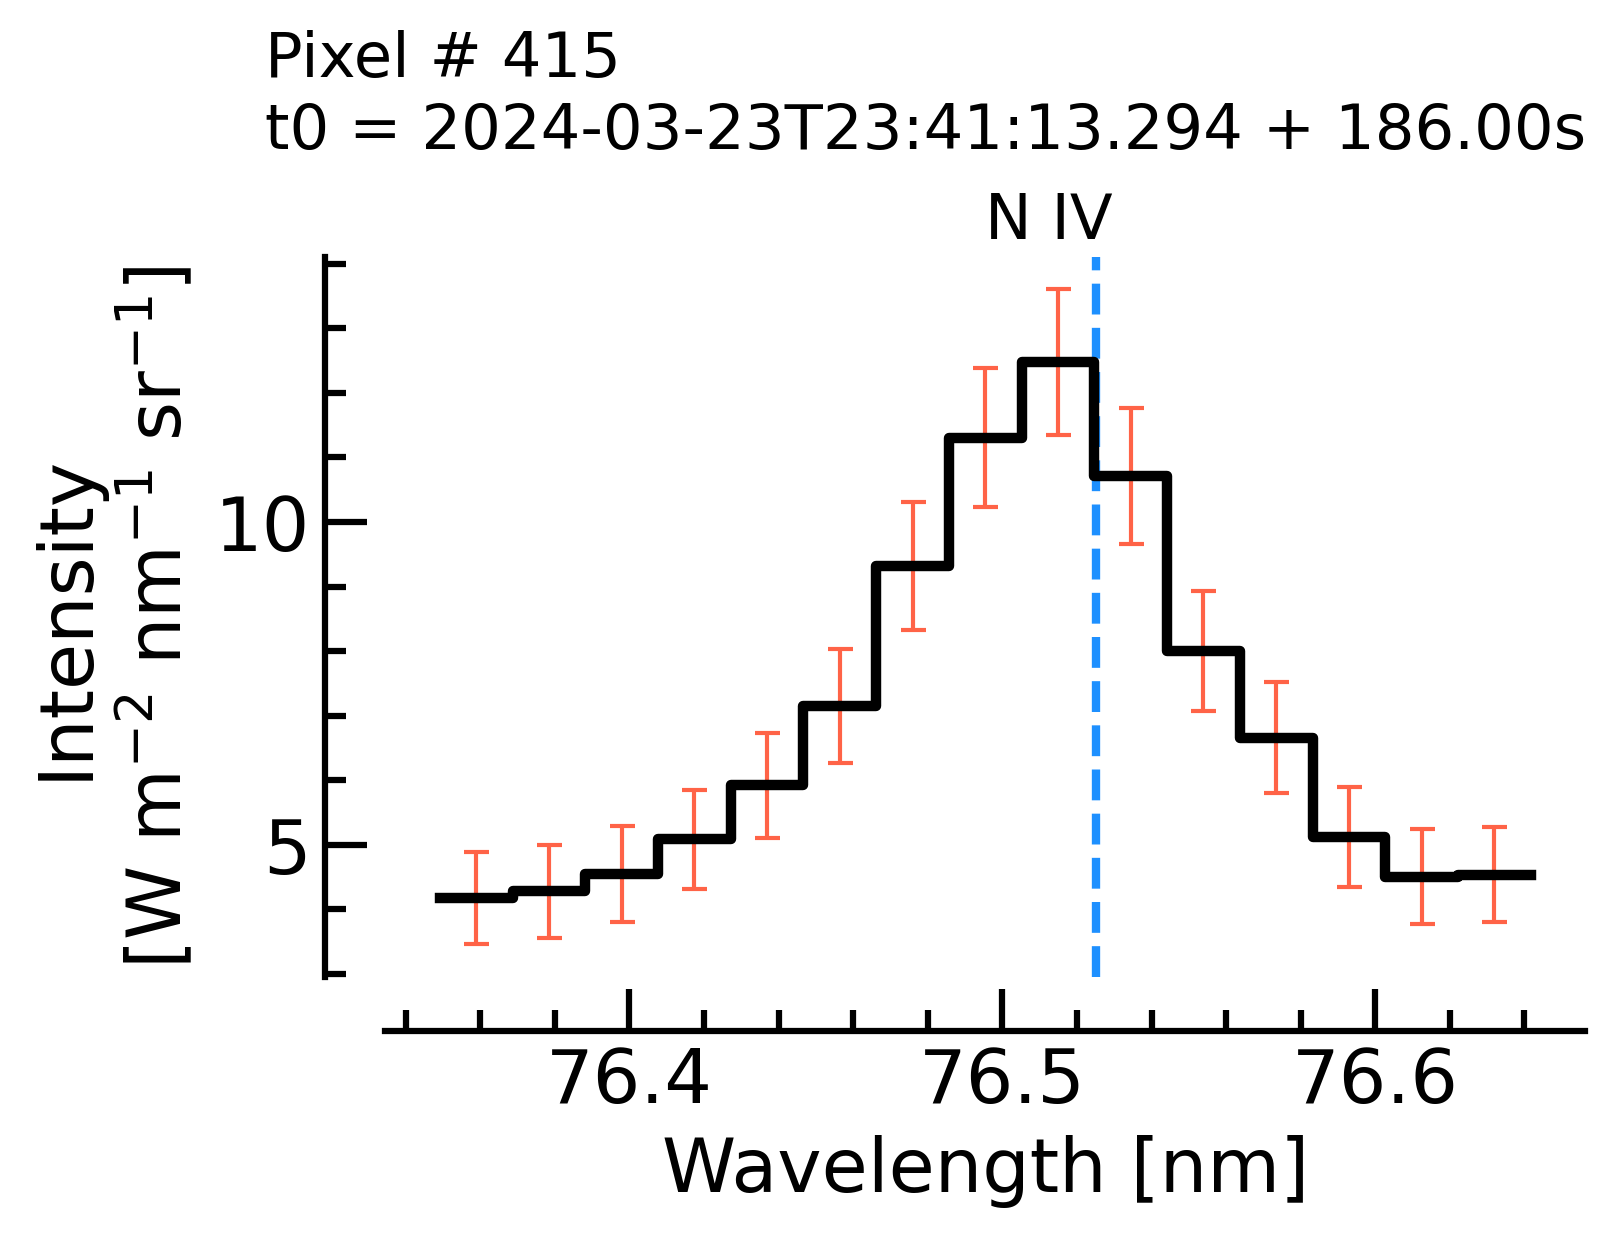 Pixel # 415
t0 = 2024-03-23T23:41:13.294 + 186.00s
N IV
Intensity
[W m⁻² nm⁻¹ sr⁻¹]
10
5
76.4 76.5 76.6
Wavelength [nm]